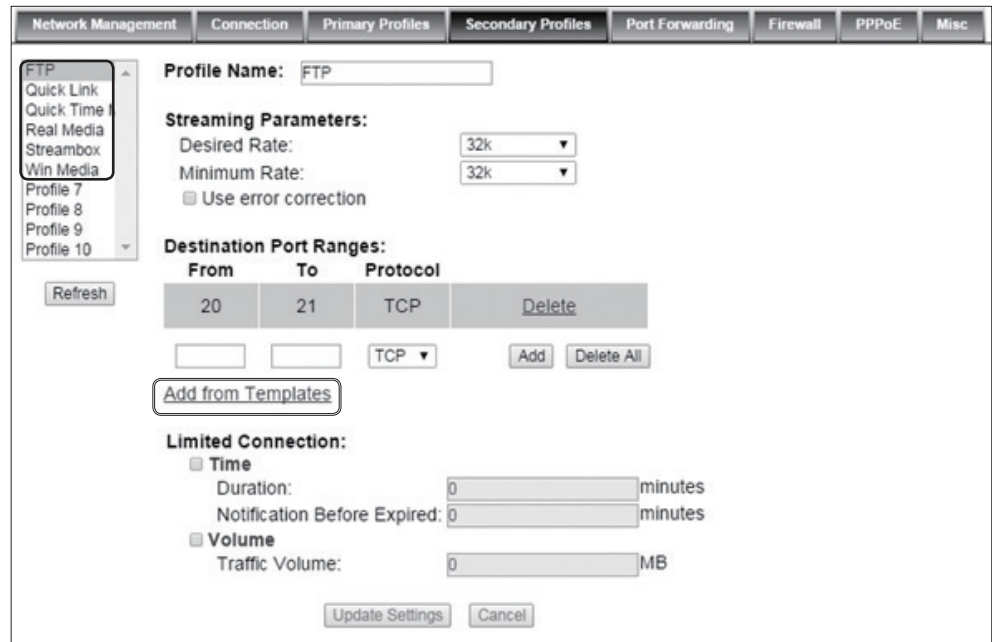 Network Management Connection Primary Profiles Secondary Profiles Port Forwarding Firewall PPPoE Misc
FTP
Quick Link
Quick Time
Real Media
Streambox
Win Media
Profile 7
Profile 8
Profile 9
Profile 10
Refresh
Profile Name: FTP
Streaming Parameters:
Desired Rate: 32k
Minimum Rate: 32k
Use error correction
Destination Port Ranges:
From To Protocol
20 21 TCP Delete
TCP Add Delete All
Add from Templates
Limited Connection:
Time
Duration: 0 minutes
Notification Before Expired: 0 minutes
Volume
Traffic Volume: 0 MB
Update Settings Cancel